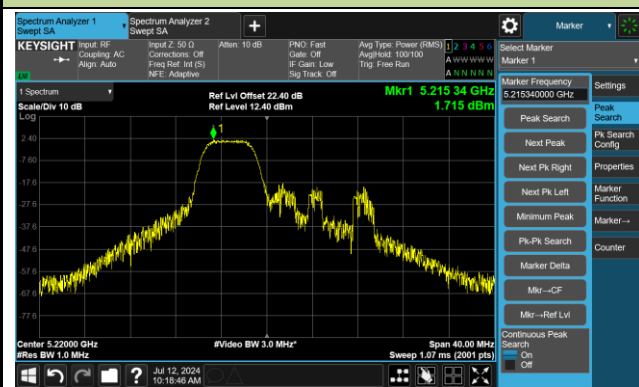 Spectrum Analyzer 1
Swept SA
Spectrum Analyzer 2
Swept SA
+
Marker
KEYSIGHT
Input: RF
Coupling: AC
Align: Auto
Input Z: 50 Ω
Corrections: Off
Freq Ref: Int (S)
NFE: Adaptive
Atten: 10 dB
PNO: Fast
Gate: Off
IF Gain: Low
Sig Track: Off
Avg Type: Power (RMS)
Avg|Hold: 100/100
Trig: Free Run
1 2 3 4 5 6
A W W W W W
A N N N N N
LVI
Select Marker
Marker 1
1 Spectrum
Scale/Div 10 dB
Log
Ref Lvl Offset 22.40 dB
Ref Level 12.40 dBm
Mkr1 5.215 34 GHz
1.715 dBm
1
2.40
-7.60
-17.6
-27.6
-37.6
-47.6
-57.6
-67.6
-77.6
Center 5.22000 GHz
#Res BW 1.0 MHz
#Video BW 3.0 MHz*
Span 40.00 MHz
Sweep 1.07 ms (2001 pts)
Marker Frequency
5.215340000 GHz
Peak Search
Next Peak
Next Pk Right
Next Pk Left
Minimum Peak
Pk-Pk Search
Marker Delta
Mkr→CF
Mkr→Ref Lvl
Continuous Peak
Search
On
Off
Settings
Peak
Search
Pk Search
Config
Properties
Marker
Function
Marker→
Counter
?
Jul 12, 2024
10:18:46 AM